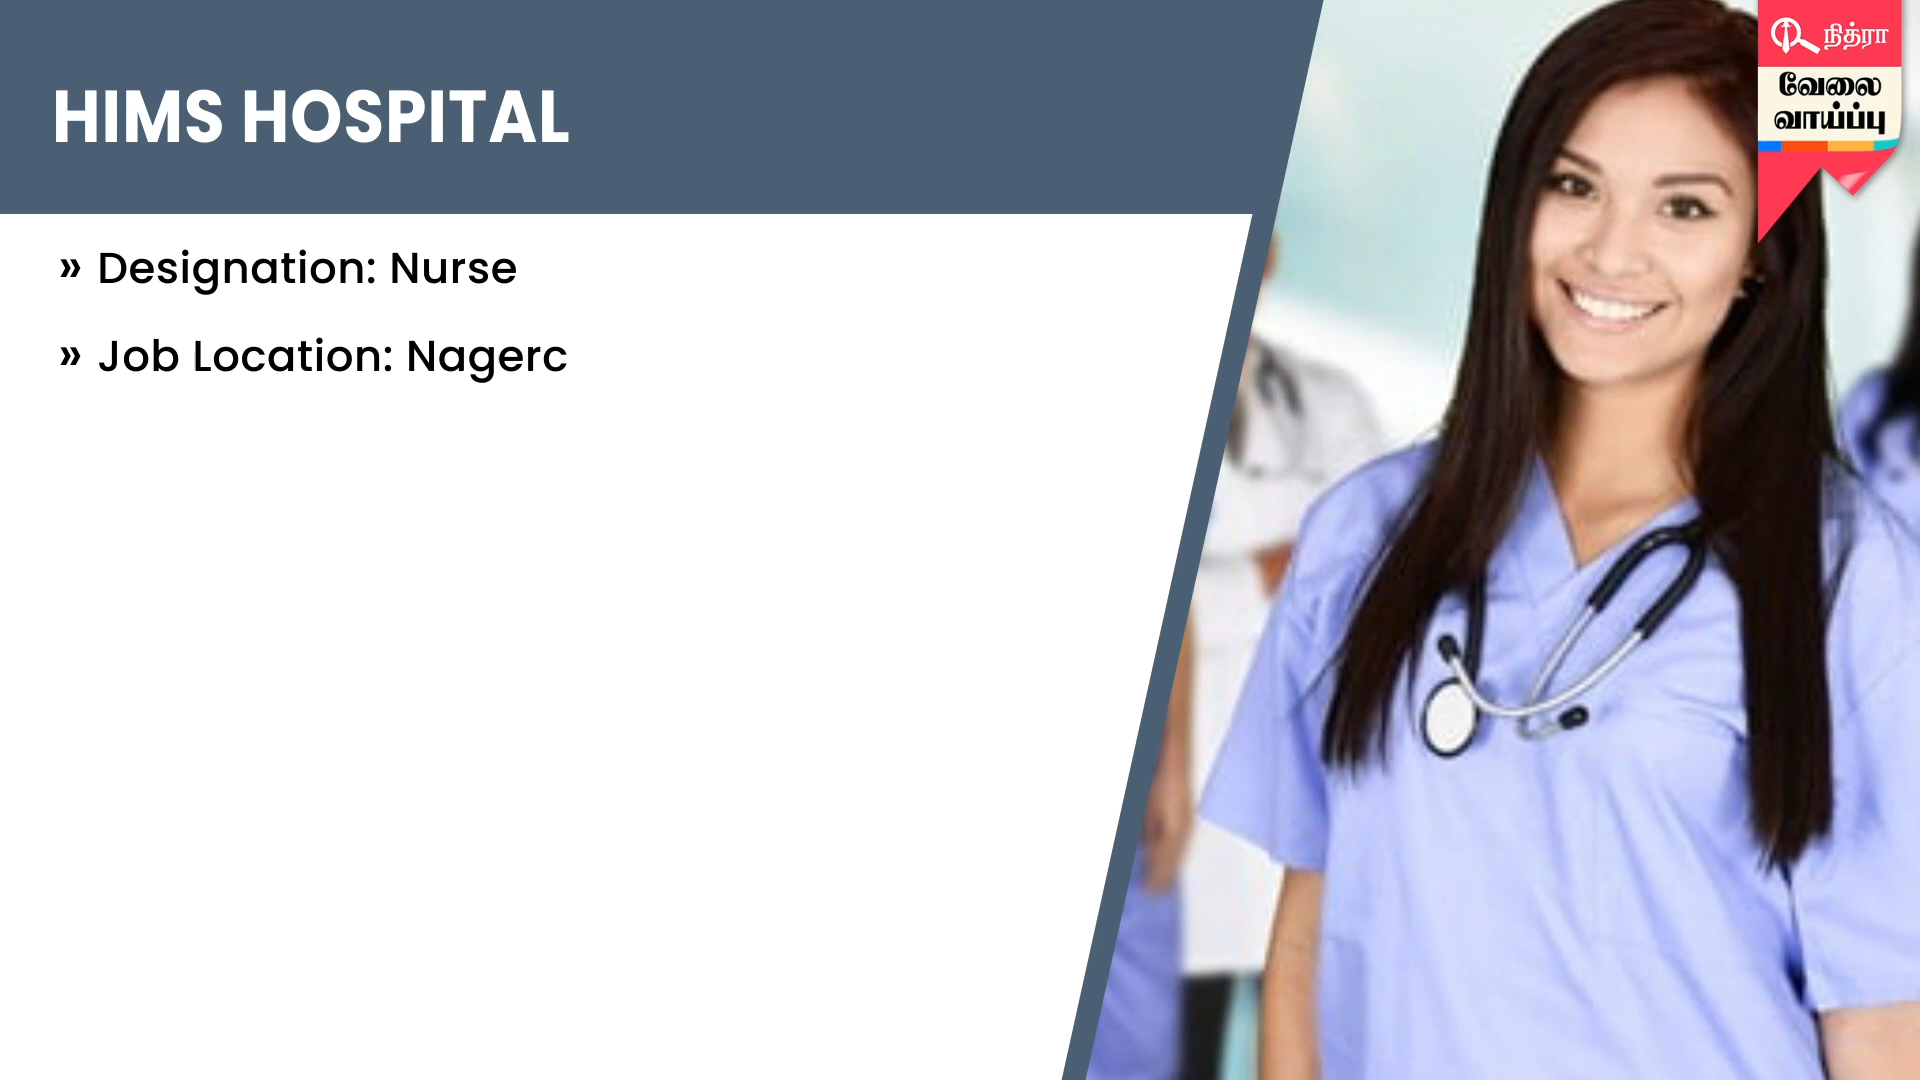 HIMS HOSPITAL
» Designation: Nurse
» Job Location: Nagerc
நித்ரா
வேலை
வாய்ப்பு